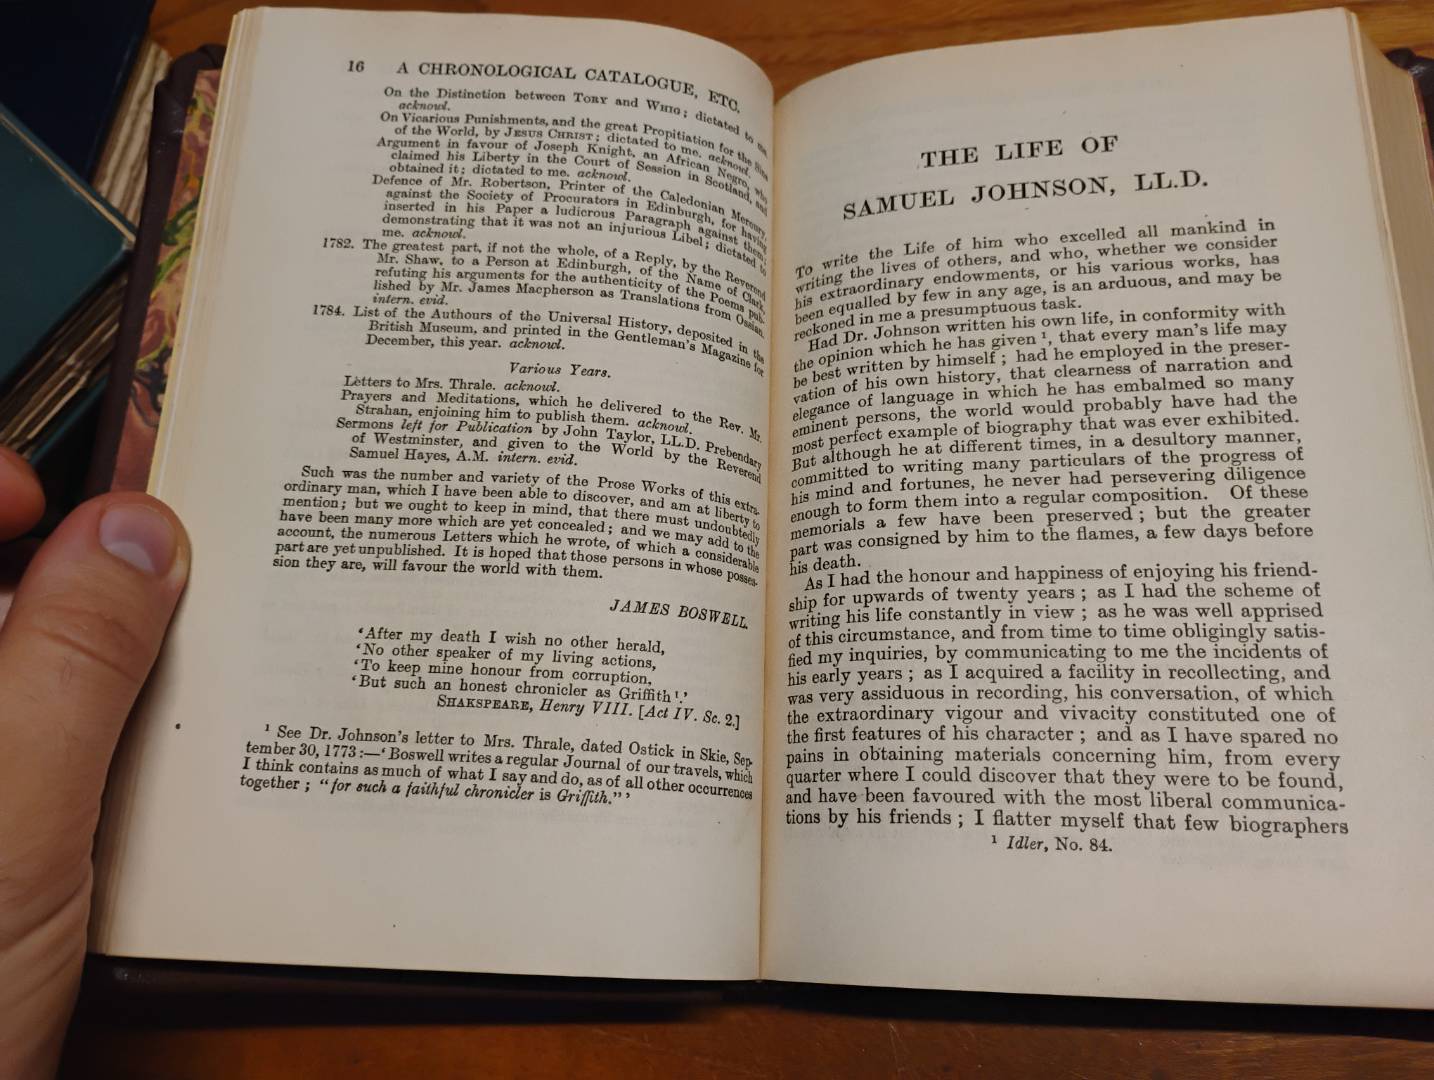 16 A CHRONOLOGICAL CATALOGUE, ETC.
On the Distinction between TORY and WHIG; dictated to me.
acknowl.
On Vicarious Punishments, and the great Propitiation for the Sins
of the World, by JESUS CHRIST; dictated to me. acknowl.
Argument in favour of Joseph Knight, an African Negro, who
claimed his Liberty in the Court of Session in Scotland, and
obtained it; dictated to me. acknowl.
Defence of Mr. Robertson, Printer of the Caledonian Mercury,
against the Society of Procurators in Edinburgh, for having
inserted in his Paper a ludicrous Paragraph against them;
demonstrating that it was not an injurious Libel; dictated to
me. acknowl.
1782. The greatest part, if not the whole, of a Reply, by the Reverend
Mr. Shaw, to a Person at Edinburgh, of the Name of Clark,
refuting his arguments for the authenticity of the Poems pub-
lished by Mr. James Macpherson as Translations from Ossian.
intern. evid.
1784. List of the Authours of the Universal History, deposited in the
British Museum, and printed in the Gentleman's Magazine for
December, this year. acknowl.
Various Years.
Letters to Mrs. Thrale. acknowl.
Prayers and Meditations, which he delivered to the Rev. Mr.
Strahan, enjoining him to publish them. acknowl.
Sermons left for Publication by John Taylor, LL.D. Prebendary
of Westminster, and given to the World by the Reverend
Samuel Hayes, A.M. intern. evid.
Such was the number and variety of the Prose Works of this extra-
ordinary man, which I have been able to discover, and am at liberty to
mention; but we ought to keep in mind, that there must undoubtedly
have been many more which are yet concealed; and we may add to the
account, the numerous Letters which he wrote, of which a considerable
part are yet unpublished. It is hoped that those persons in whose posses-
sion they are, will favour the world with them.
JAMES BOSWELL.
‘After my death I wish no other herald,
‘No other speaker of my living actions,
‘To keep mine honour from corruption,
‘But such an honest chronicler as Griffith¹.’
SHAKSPEARE, Henry VIII. [Act IV. Sc. 2.]
¹ See Dr. Johnson's letter to Mrs. Thrale, dated Ostick in Skie, Sep-
tember 30, 1773:—‘Boswell writes a regular Journal of our travels, which
I think contains as much of what I say and do, as of all other occurrences
together; “for such a faithful chronicler is Griffith.”’
THE LIFE OF
SAMUEL JOHNSON, LL.D.
To write the Life of him who excelled all mankind in
writing the lives of others, and who, whether we consider
his extraordinary endowments, or his various works, has
been equalled by few in any age, is an arduous, and may be
reckoned in me a presumptuous task.
Had Dr. Johnson written his own life, in conformity with
the opinion which he has given¹, that every man's life may
be best written by himself; had he employed in the preser-
vation of his own history, that clearness of narration and
elegance of language in which he has embalmed so many
eminent persons, the world would probably have had the
most perfect example of biography that was ever exhibited.
But although he at different times, in a desultory manner,
committed to writing many particulars of the progress of
his mind and fortunes, he never had persevering diligence
enough to form them into a regular composition. Of these
memorials a few have been preserved; but the greater
part was consigned by him to the flames, a few days before
his death.
As I had the honour and happiness of enjoying his friend-
ship for upwards of twenty years; as I had the scheme of
writing his life constantly in view; as he was well apprised
of this circumstance, and from time to time obligingly satis-
fied my inquiries, by communicating to me the incidents of
his early years; as I acquired a facility in recollecting, and
was very assiduous in recording, his conversation, of which
the extraordinary vigour and vivacity constituted one of
the first features of his character; and as I have spared no
pains in obtaining materials concerning him, from every
quarter where I could discover that they were to be found,
and have been favoured with the most liberal communica-
tions by his friends; I flatter myself that few biographers
¹ Idler, No. 84.